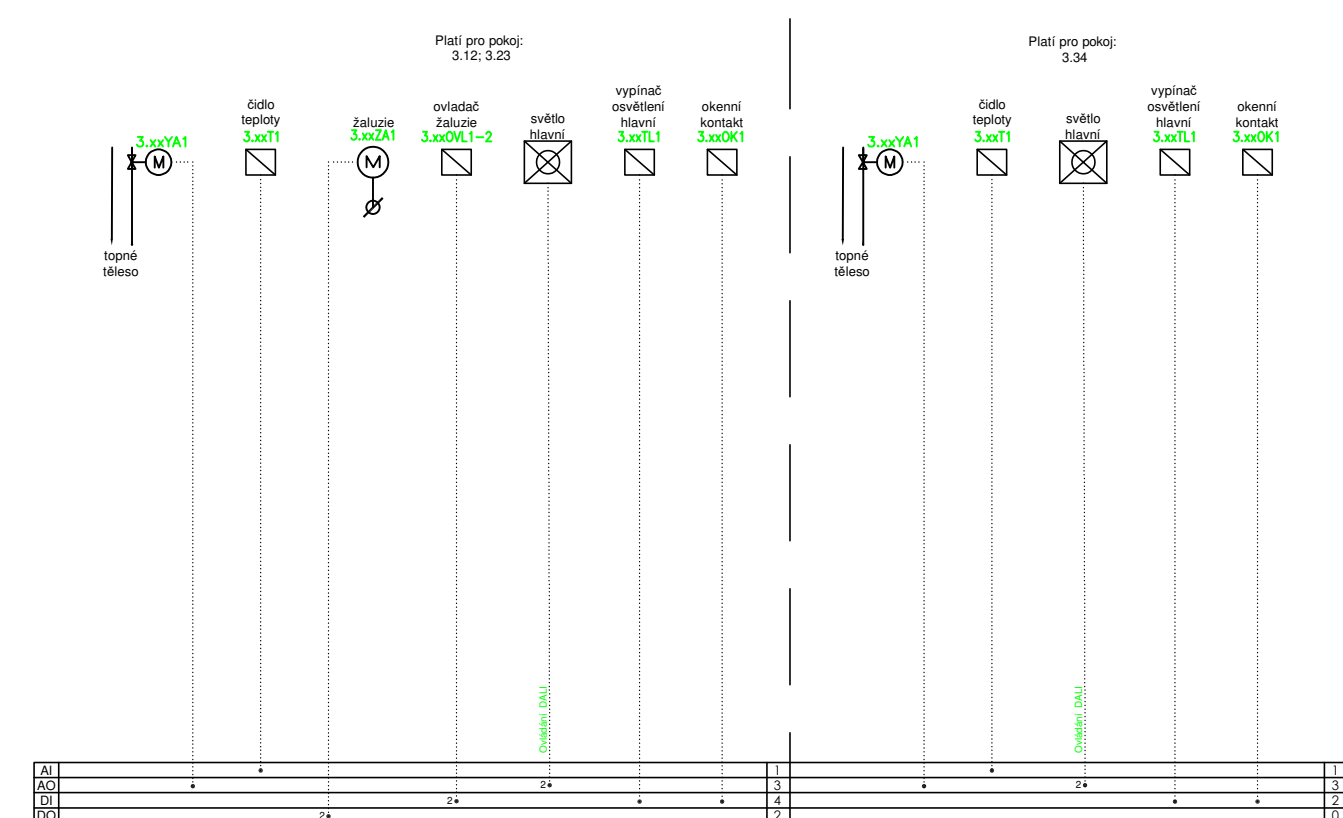 Platí pro pokoj:
3.12; 3.23
3.xxYA1
topné
těleso
čidlo
teploty
3.xxT1
žaluzie
3.xxZA1
M
M
ovladač
žaluzie
3.xxOVL1-2
světlo
hlavní
vypínač
osvětlení
hlavní
3.xxTL1
okenní
kontakt
3.xxOK1
Ovládání DALI
Platí pro pokoj:
3.34
3.xxYA1
M
topné
těleso
čidlo
teploty
3.xxT1
světlo
hlavní
vypínač
osvětlení
hlavní
3.xxTL1
okenní
kontakt
3.xxOK1
Ovládání DALI
AI 1 1
AO 2 3 2 3
DI 2 4 2
DO 2 2 0